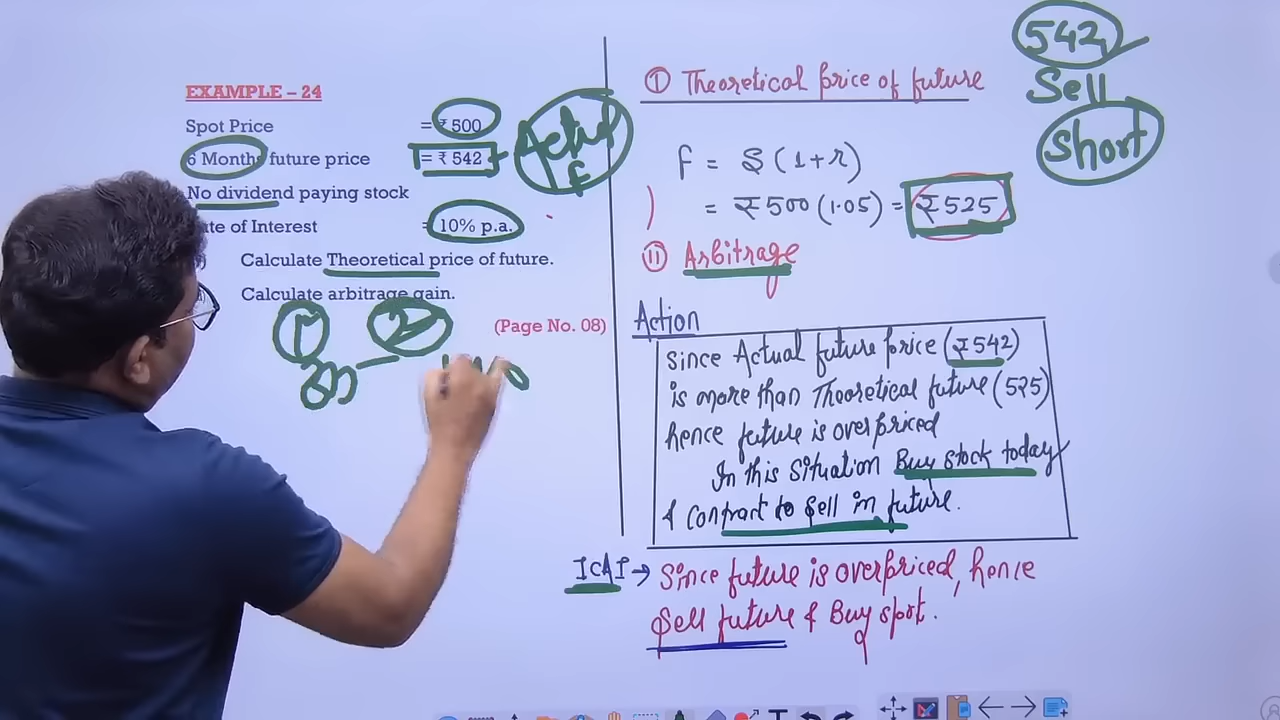 EXAMPLE – 24
Spot Price = ₹ 500
6 Months future price = ₹ 542
Actual
f
No dividend paying stock
Rate of Interest = 10% p.a.
Calculate Theoretical price of future.
Calculate arbitrage gain.
(Page No. 08)
1 2
I Theoretical price of future
F = S (1+r)
= ₹500 (1.05) = ₹525
542
Sell
Short
II Arbitrage
Action
Since Actual future price (₹542)
is more than Theoretical future (525)
hence future is overpriced
In this situation Buy stock today
& contract to sell in future.
ICAI → Since future is overpriced, hence
Sell future & Buy spot.